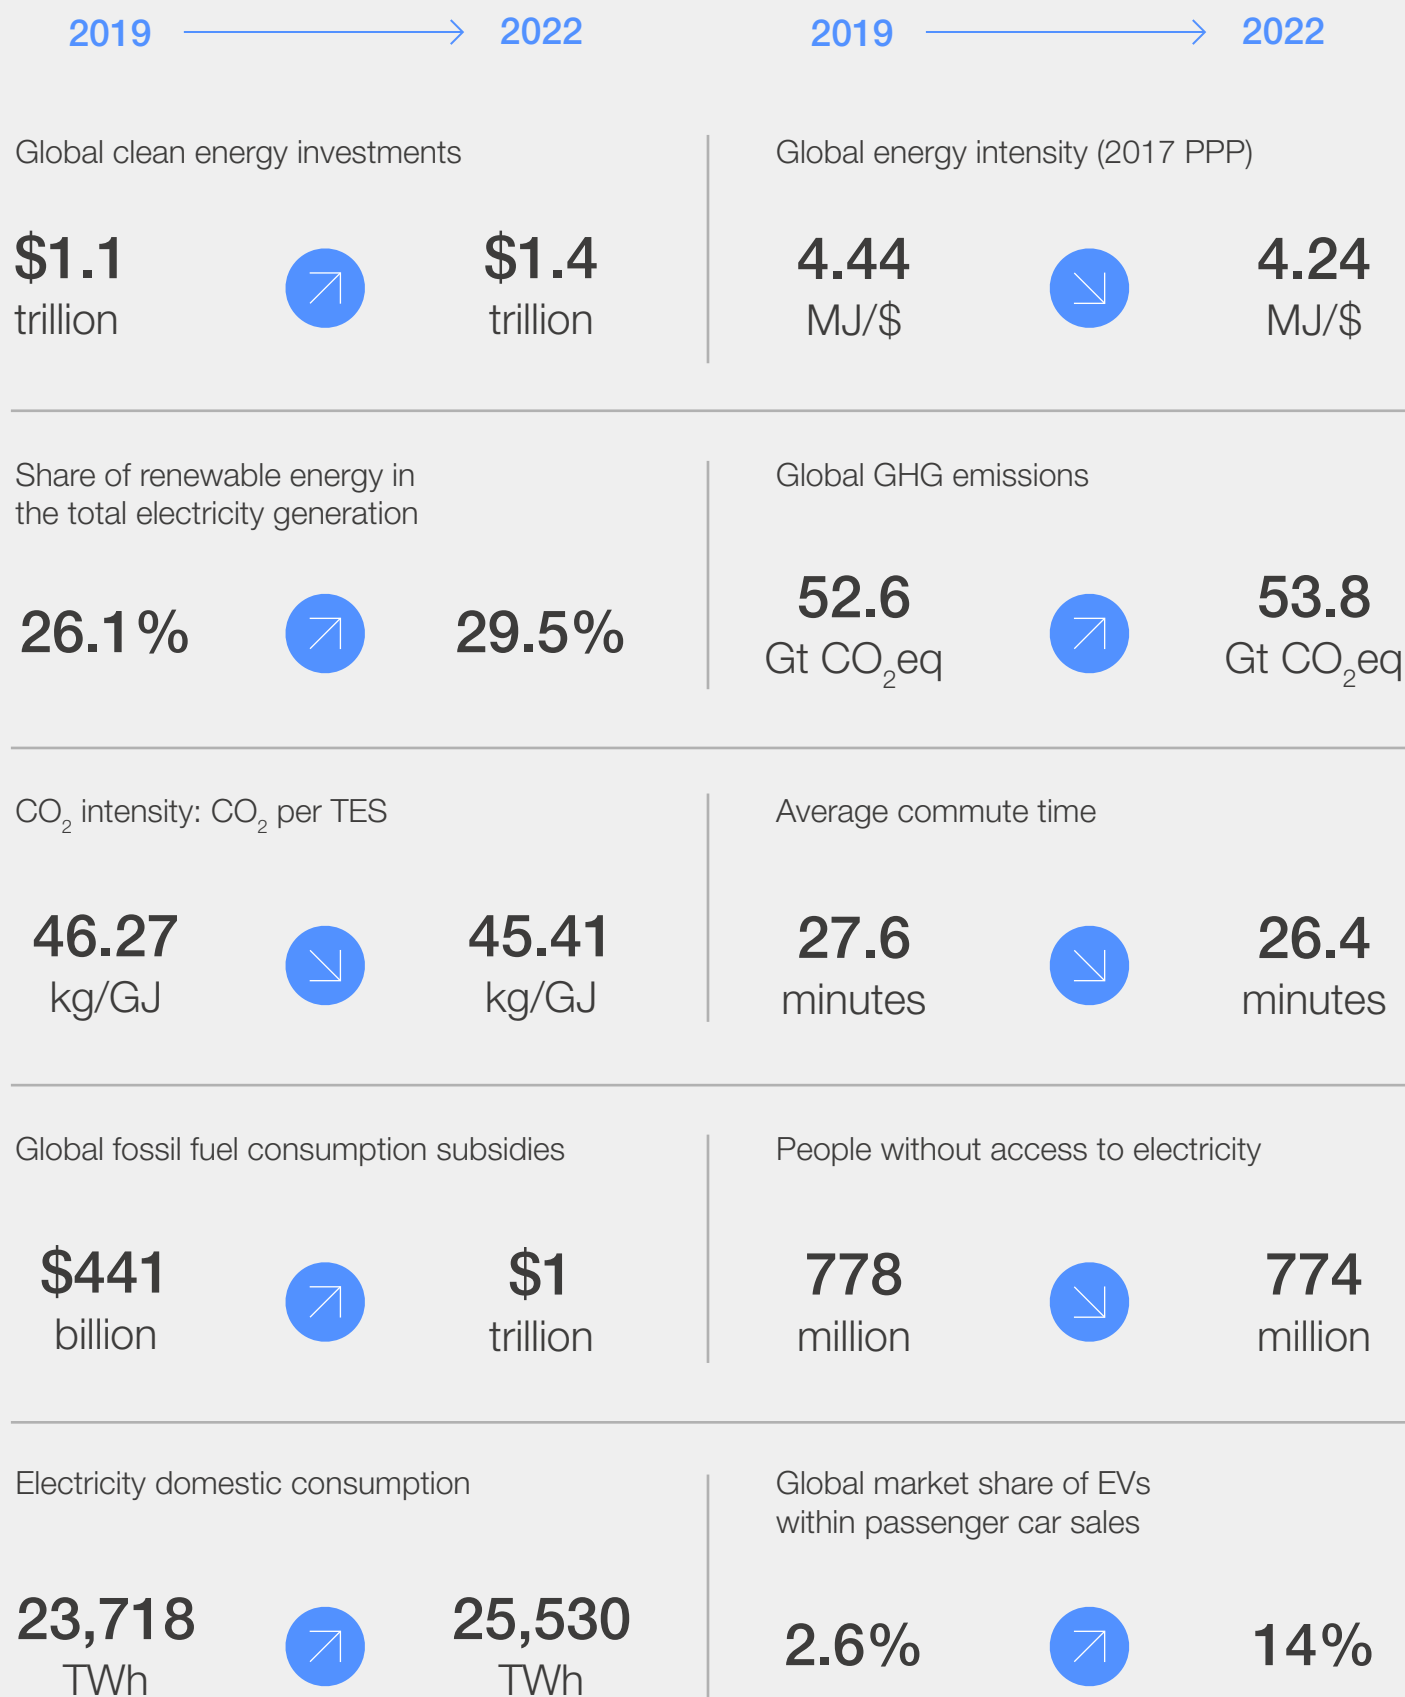 2019 2022 2019 2022
Global clean energy investments
$1.1 $1.4
trillion trillion
Global energy intensity (2017 PPP)
4.44 4.24
MJ/$ MJ/$
Share of renewable energy in
the total electricity generation
26.1% 29.5%
Global GHG emissions
52.6 53.8
Gt CO₂eq Gt CO₂eq
CO₂ intensity: CO₂ per TES
46.27 45.41
kg/GJ kg/GJ
Average commute time
27.6 26.4
minutes minutes
Global fossil fuel consumption subsidies
$441 $1
billion trillion
People without access to electricity
778 774
million million
Electricity domestic consumption
23,718 25,530
TWh TWh
Global market share of EVs
within passenger car sales
2.6% 14%